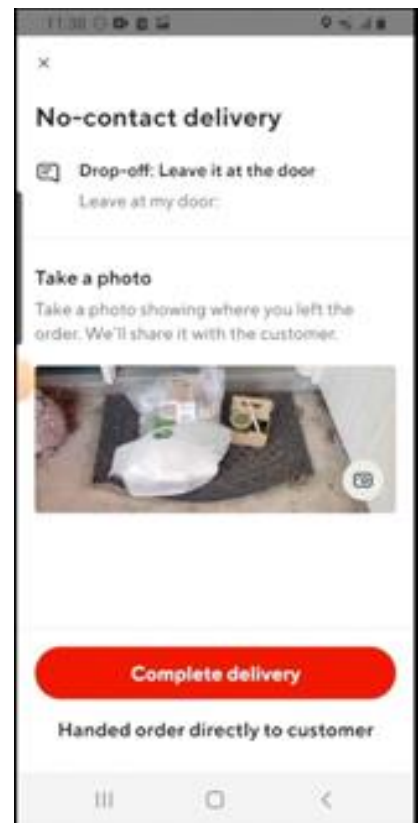 11:38
No-contact delivery
Drop-off: Leave it at the door
Leave at my door:
Take a photo
Take a photo showing where you left the
order. We'll share it with the customer.
Complete delivery
Handed order directly to customer